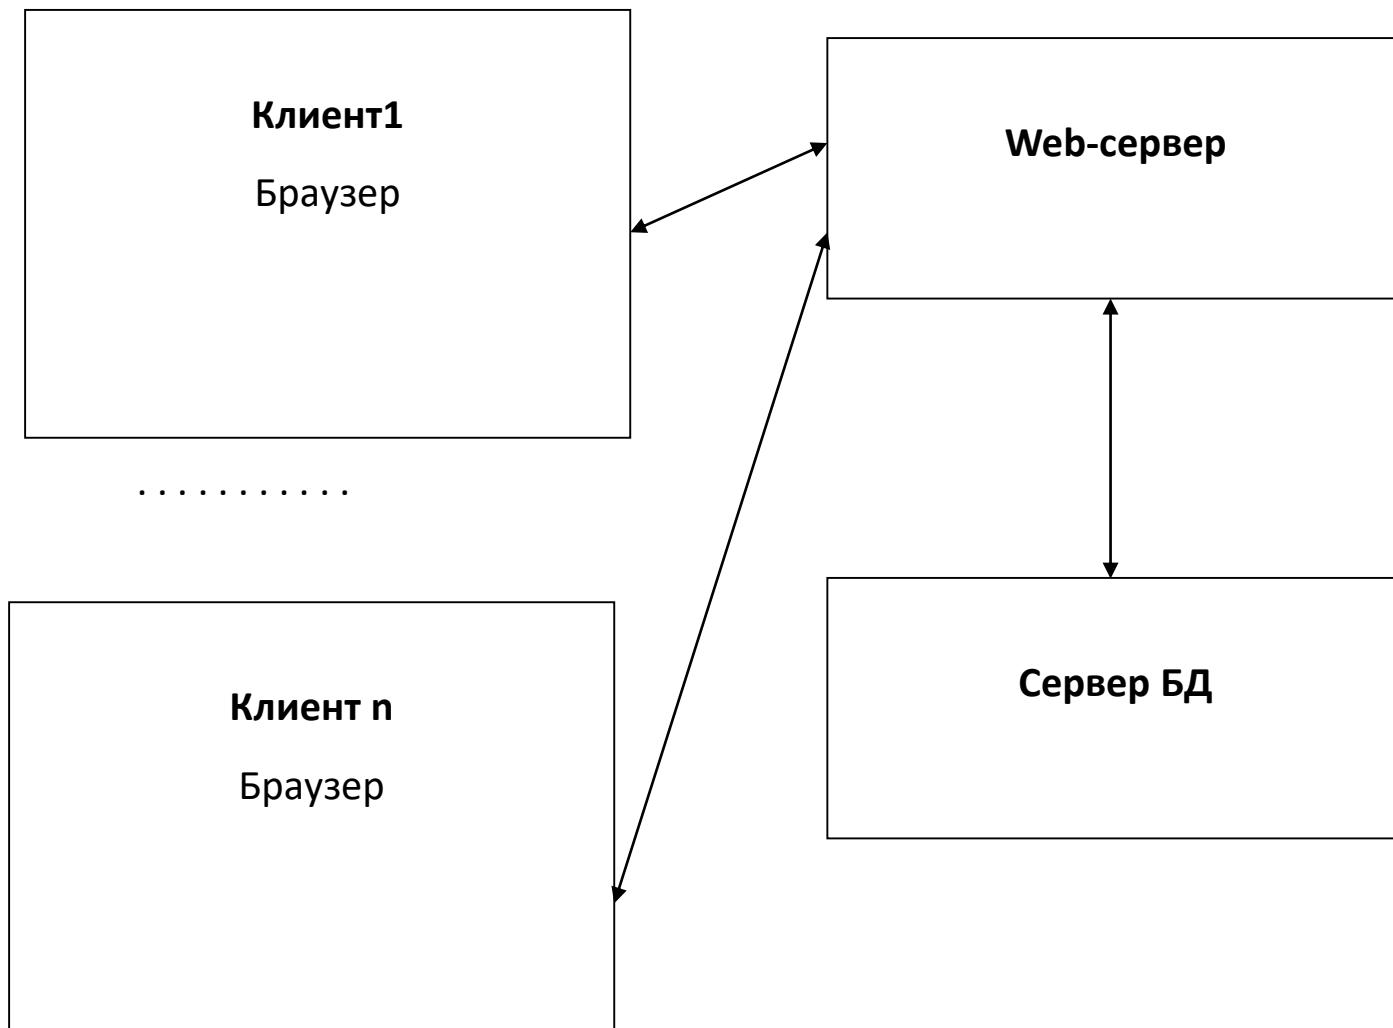 Клиент1
Браузер
Web-сервер
. . . . . . . . . . .
Клиент n
Браузер
Сервер БД